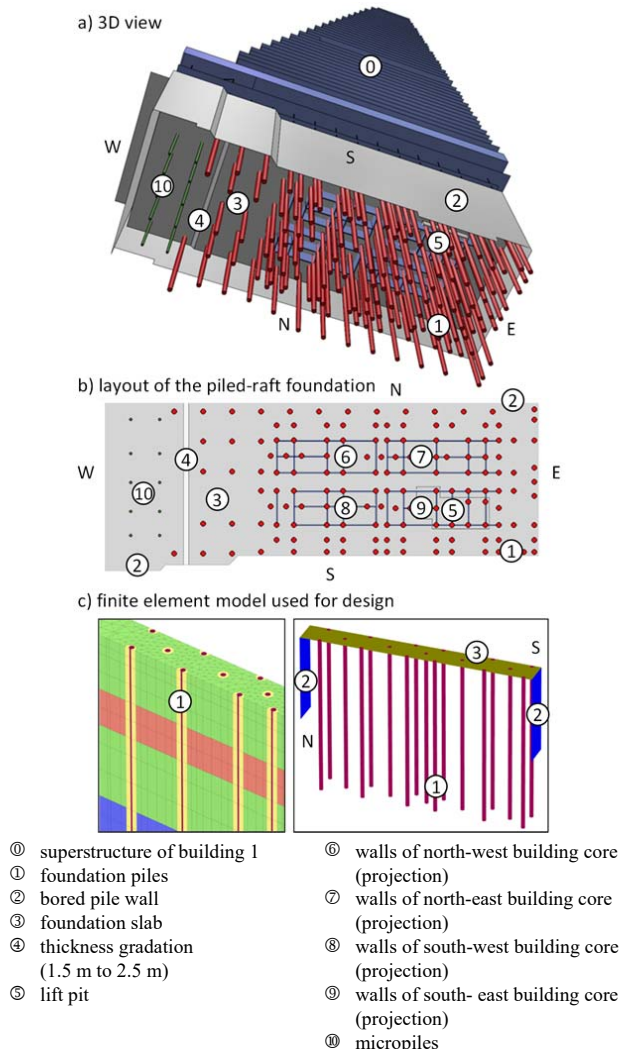 a) 3D view
0
W
S
10
2
3
4
5
1
N
E
b) layout of the piled-raft foundation
N
2
W
4
6
7
E
10
3
8
9
5
2
1
S
c) finite element model used for design
1
3
S
2
2
N
1
⓪ superstructure of building 1
① foundation piles
② bored pile wall
③ foundation slab
④ thickness gradation
(1.5 m to 2.5 m)
⑤ lift pit
⑥ walls of north-west building core
(projection)
⑦ walls of north-east building core
(projection)
⑧ walls of south-west building core
(projection)
⑨ walls of south- east building core
(projection)
⑩ micropiles